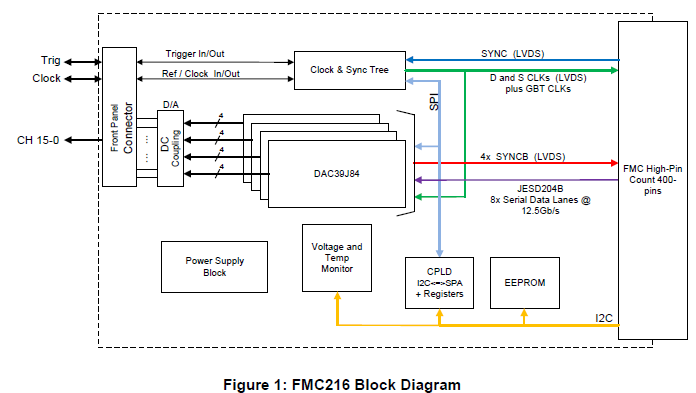 Trig
Clock
CH 15-0
Front Panel
Connector
Trigger In/Out
Ref / Clock In/Out
D/A
DC
Coupling
4
4
4
4
Clock & Sync Tree
SPI
DAC39J84
SYNC (LVDS)
D and S CLKs (LVDS)
plus GBT CLKs
4x SYNCB (LVDS)
JESD204B
8x Serial Data Lanes @
12.5Gb/s
FMC High-Pin
Count 400-
pins
Power Supply
Block
Voltage and
Temp
Monitor
CPLD
I2C<=>SPA
+ Registers
EEPROM
I2C
Figure 1: FMC216 Block Diagram